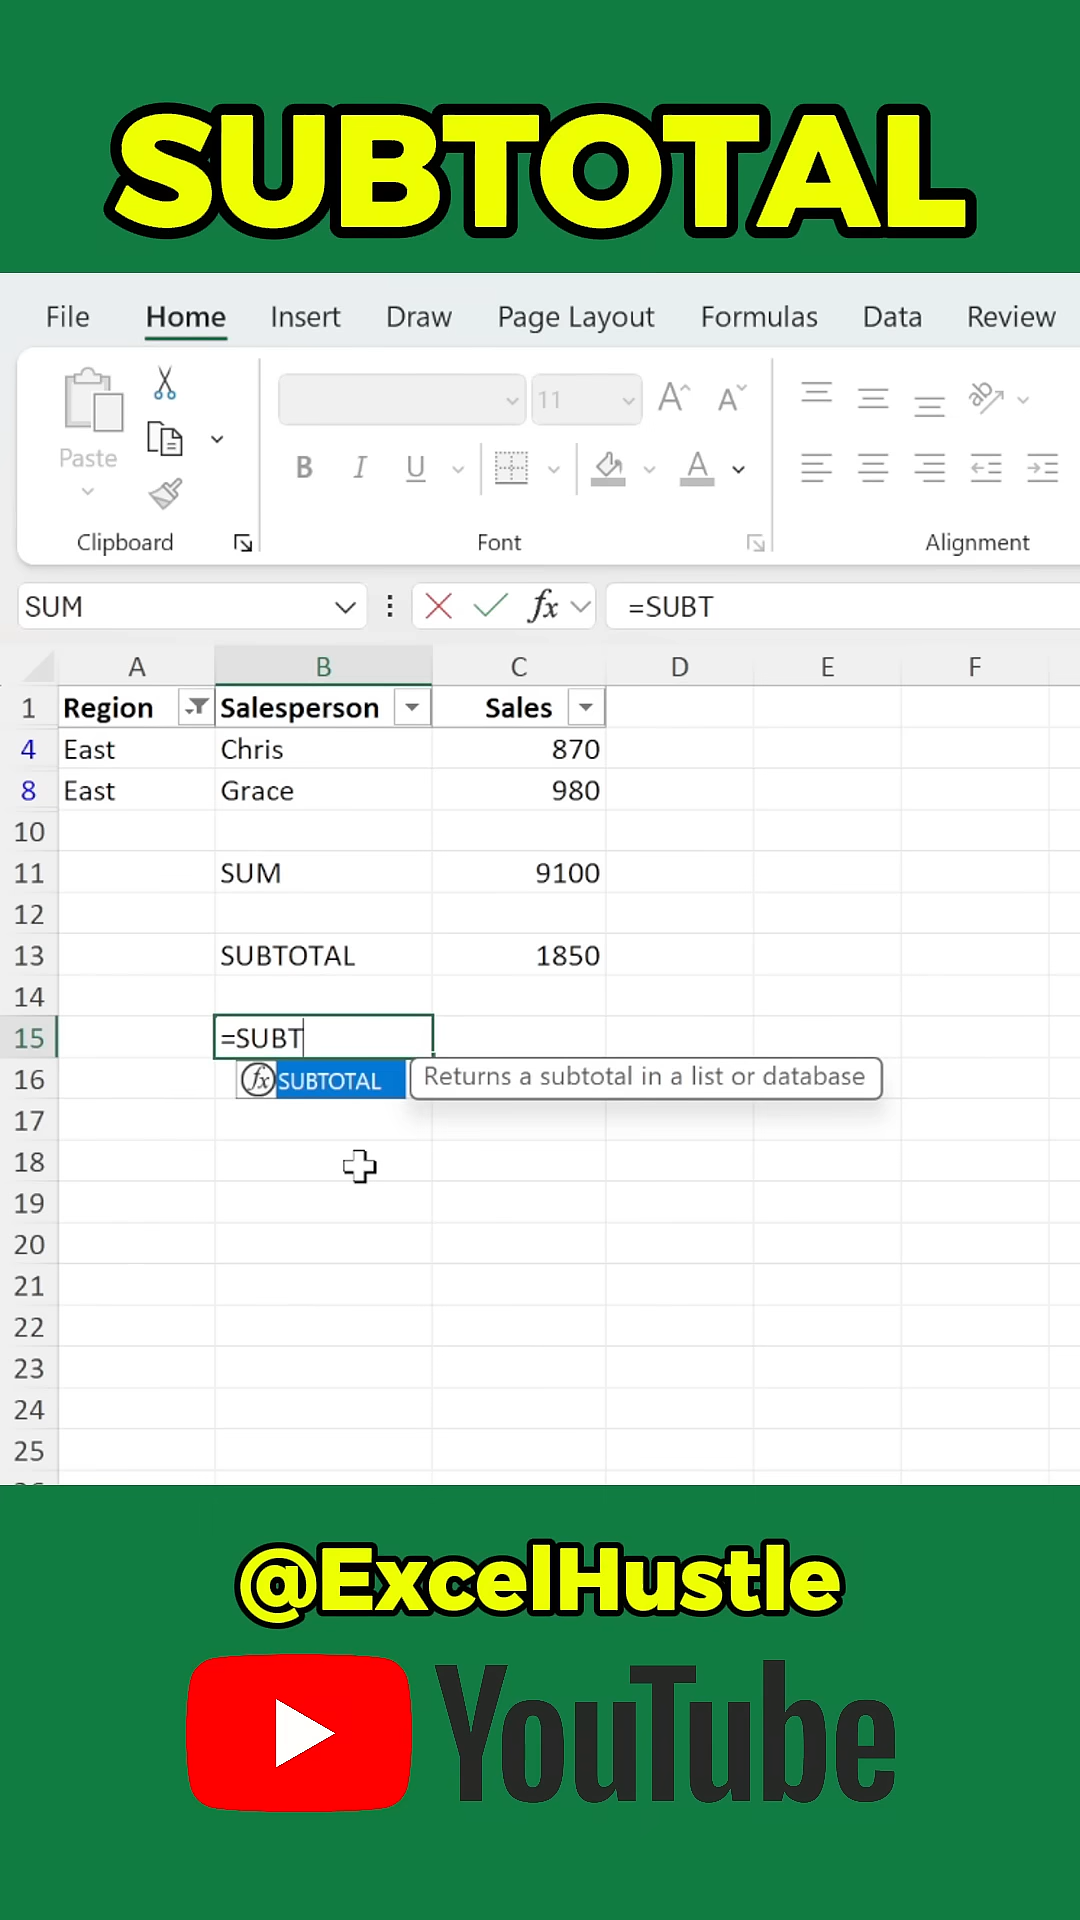 SUBTOTAL
File Home Insert Draw Page Layout Formulas Data Review
11 A A
Paste
B I U A
Clipboard Font Alignment
SUM fx =SUBT
A B C D E F
1 Region Salesperson Sales
4 East Chris 870
8 East Grace 980
10
11 SUM 9100
12
13 SUBTOTAL 1850
14
15 =SUBT
16 fx SUBTOTAL Returns a subtotal in a list or database
17
18
19
20
21
22
23
24
25
@ExcelHustle
YouTube